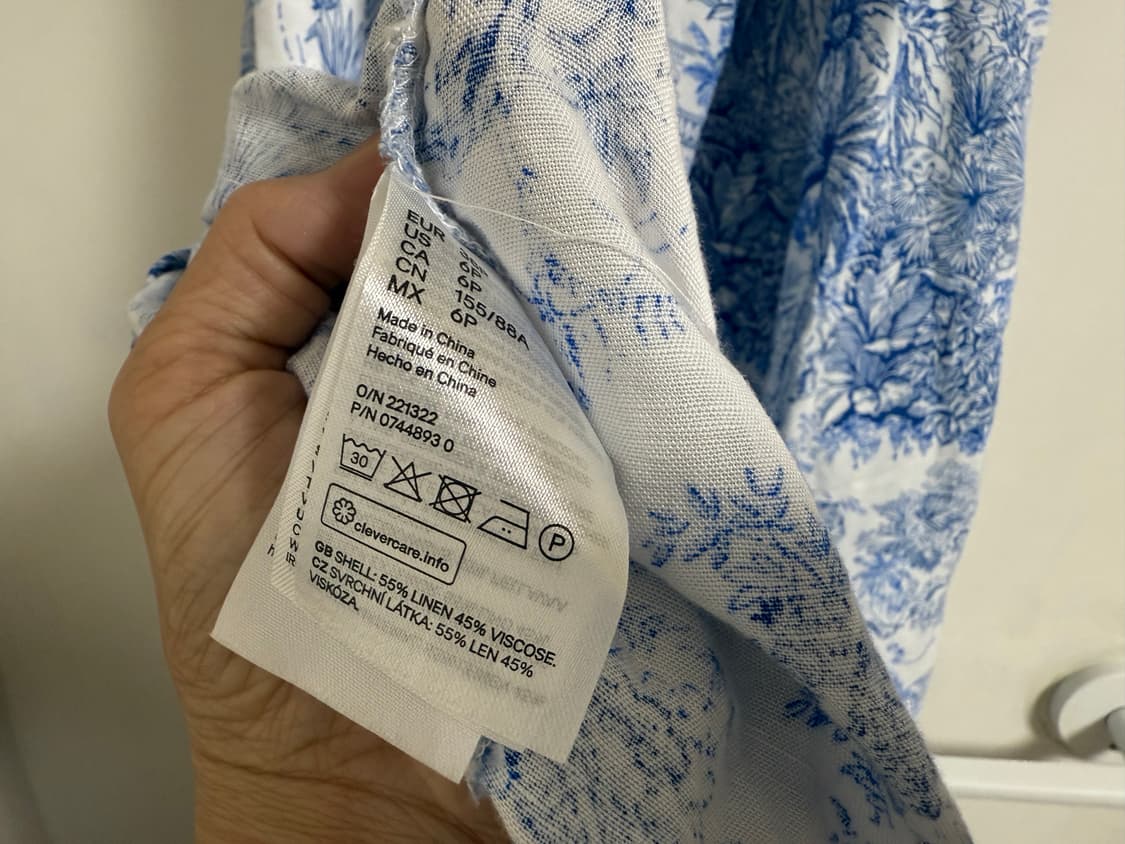 EUR
US
CA 6P
CN 155/88A
MX 6P
Made in China
Fabriqué en Chine
Hecho en China
O/N 221322
P/N 0744893 0
30
P
clevercare.info
GB SHELL: 55% LINEN 45% VISCOSE.
CZ SVRCHNÍ LÁTKA: 55% LEN 45%
VISKÓZA.